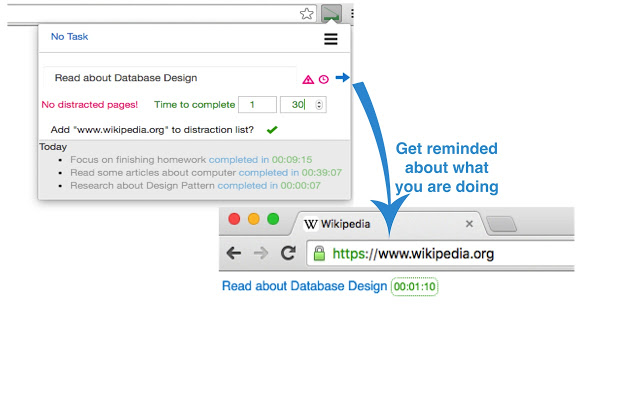 No Task
Read about Database Design
No distracted pages! Time to complete 1 30
Add "www.wikipedia.org" to distraction list?
Today
Focus on finishing homework completed in 00:09:15
Read some articles about computer completed in 00:39:07
Research about Design Pattern completed in 00:00:07
Get reminded
about what
you are doing
W Wikipedia
https://www.wikipedia.org
Read about Database Design 00:01:10